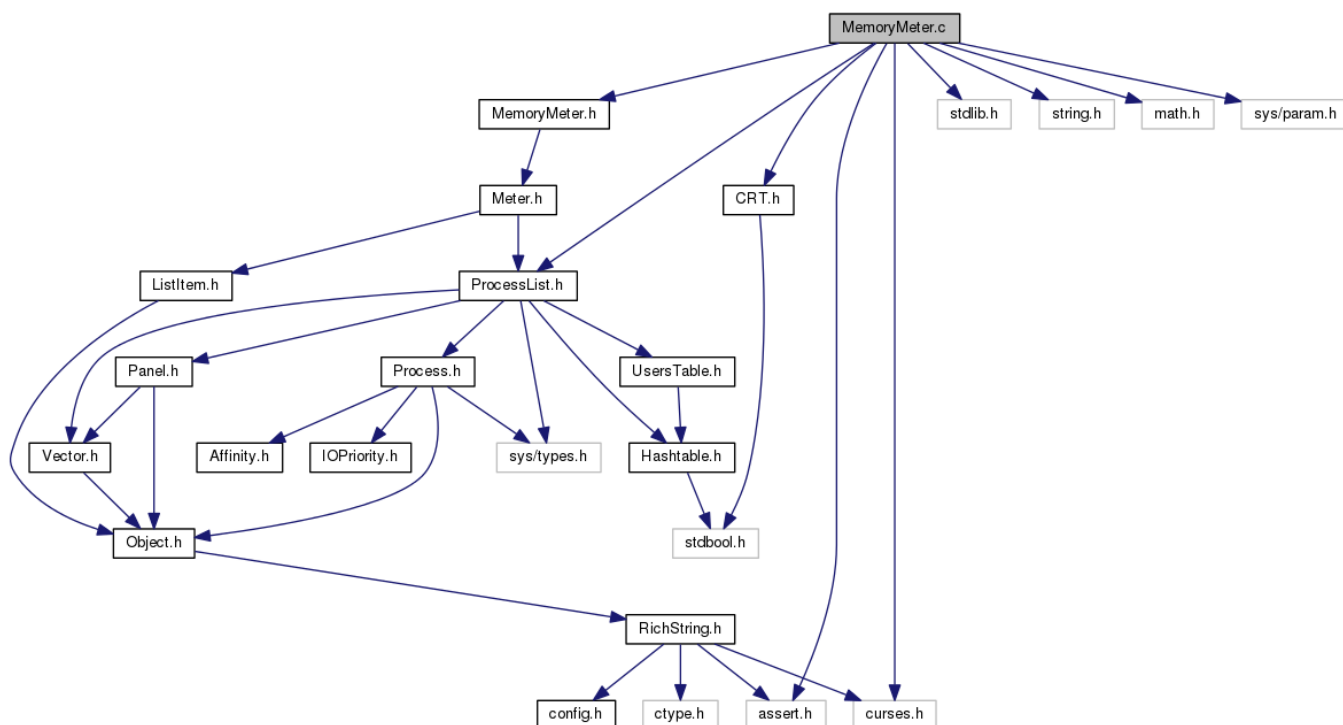 MemoryMeter.c
MemoryMeter.h
stdlib.h
string.h
math.h
sys/param.h
Meter.h
CRT.h
ListItem.h
ProcessList.h
Panel.h
Process.h
UsersTable.h
Vector.h
Affinity.h
IOPriority.h
sys/types.h
Hashtable.h
Object.h
stdbool.h
RichString.h
config.h
ctype.h
assert.h
curses.h